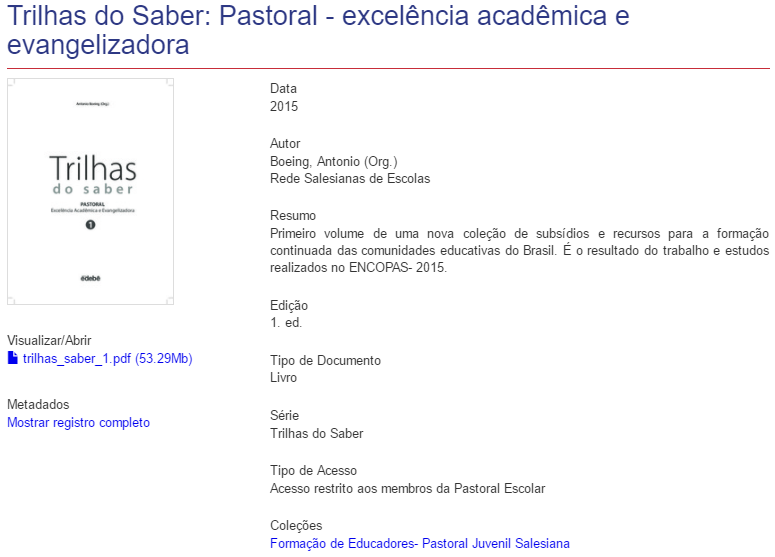 Trilhas do Saber: Pastoral - excelência acadêmica e
evangelizadora
Antonio Boeing (Org.)
Trilhas
do saber
PASTORAL
Excelência Acadêmica e Evangelizadora
1
edebê
Visualizar/Abrir
trilhas_saber_1.pdf (53.29Mb)
Metadados
Mostrar registro completo
Data
2015
Autor
Boeing, Antonio (Org.)
Rede Salesianas de Escolas
Resumo
Primeiro volume de uma nova coleção de subsídios e recursos para a formação
continuada das comunidades educativas do Brasil. É o resultado do trabalho e estudos
realizados no ENCOPAS- 2015.
Edição
1. ed.
Tipo de Documento
Livro
Série
Trilhas do Saber
Tipo de Acesso
Acesso restrito aos membros da Pastoral Escolar
Coleções
Formação de Educadores- Pastoral Juvenil Salesiana